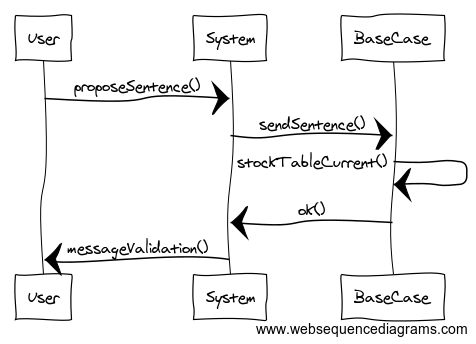 User System BaseCase
proposeSentence()
sendSentence()
stockTableCurrent()
ok()
messageValidation()
User System BaseCase
www.websequencediagrams.com